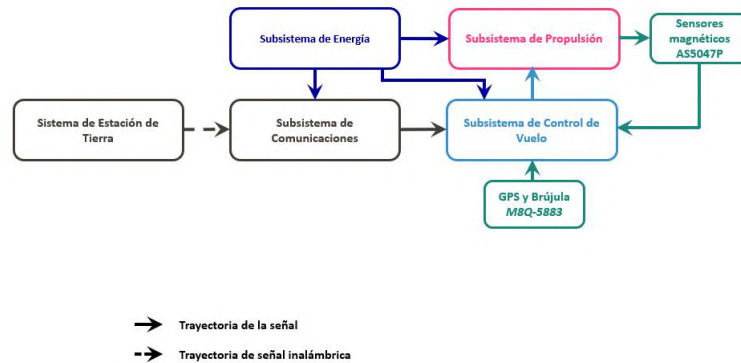 Subsistema de Energía
Subsistema de Propulsión
Sensores
magnéticos
AS5047P
Sistema de Estación de
Tierra
Subsistema de
Comunicaciones
Subsistema de Control de
Vuelo
GPS y Brújula
M8Q-5883
Trayectoria de la señal
Trayectoria de señal inalámbrica